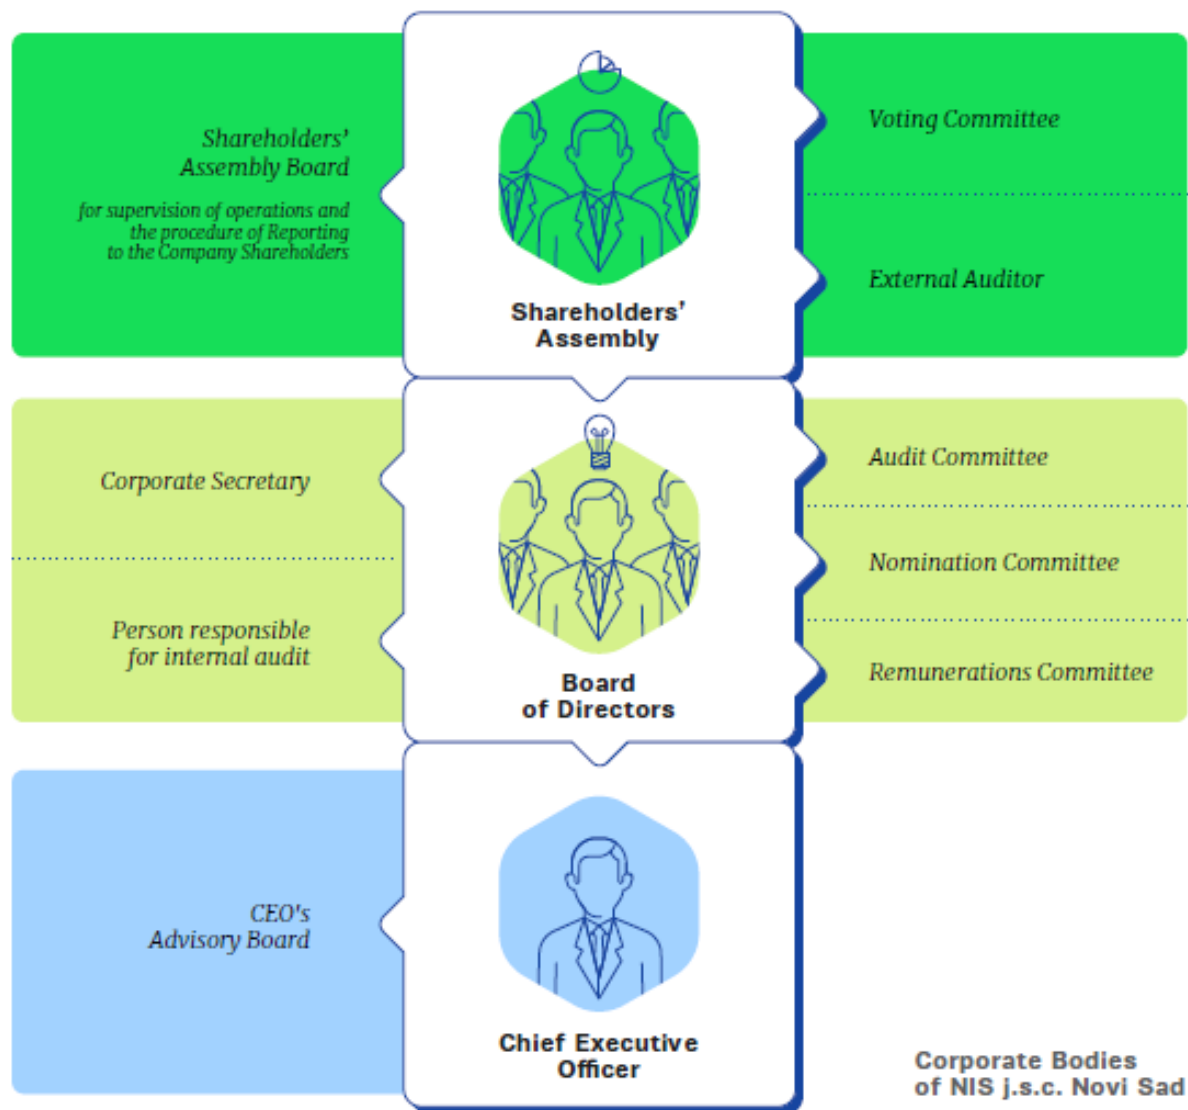 Shareholders'
Assembly Board
for supervision of operations and
the procedure of Reporting
to the Company Shareholders
Shareholders'
Assembly
Voting Committee
External Auditor
Corporate Secretary
Person responsible
for internal audit
Board
of Directors
Audit Committee
Nomination Committee
Remunerations Committee
CEO's
Advisory Board
Chief Executive
Officer
Corporate Bodies
of NIS j.s.c. Novi Sad